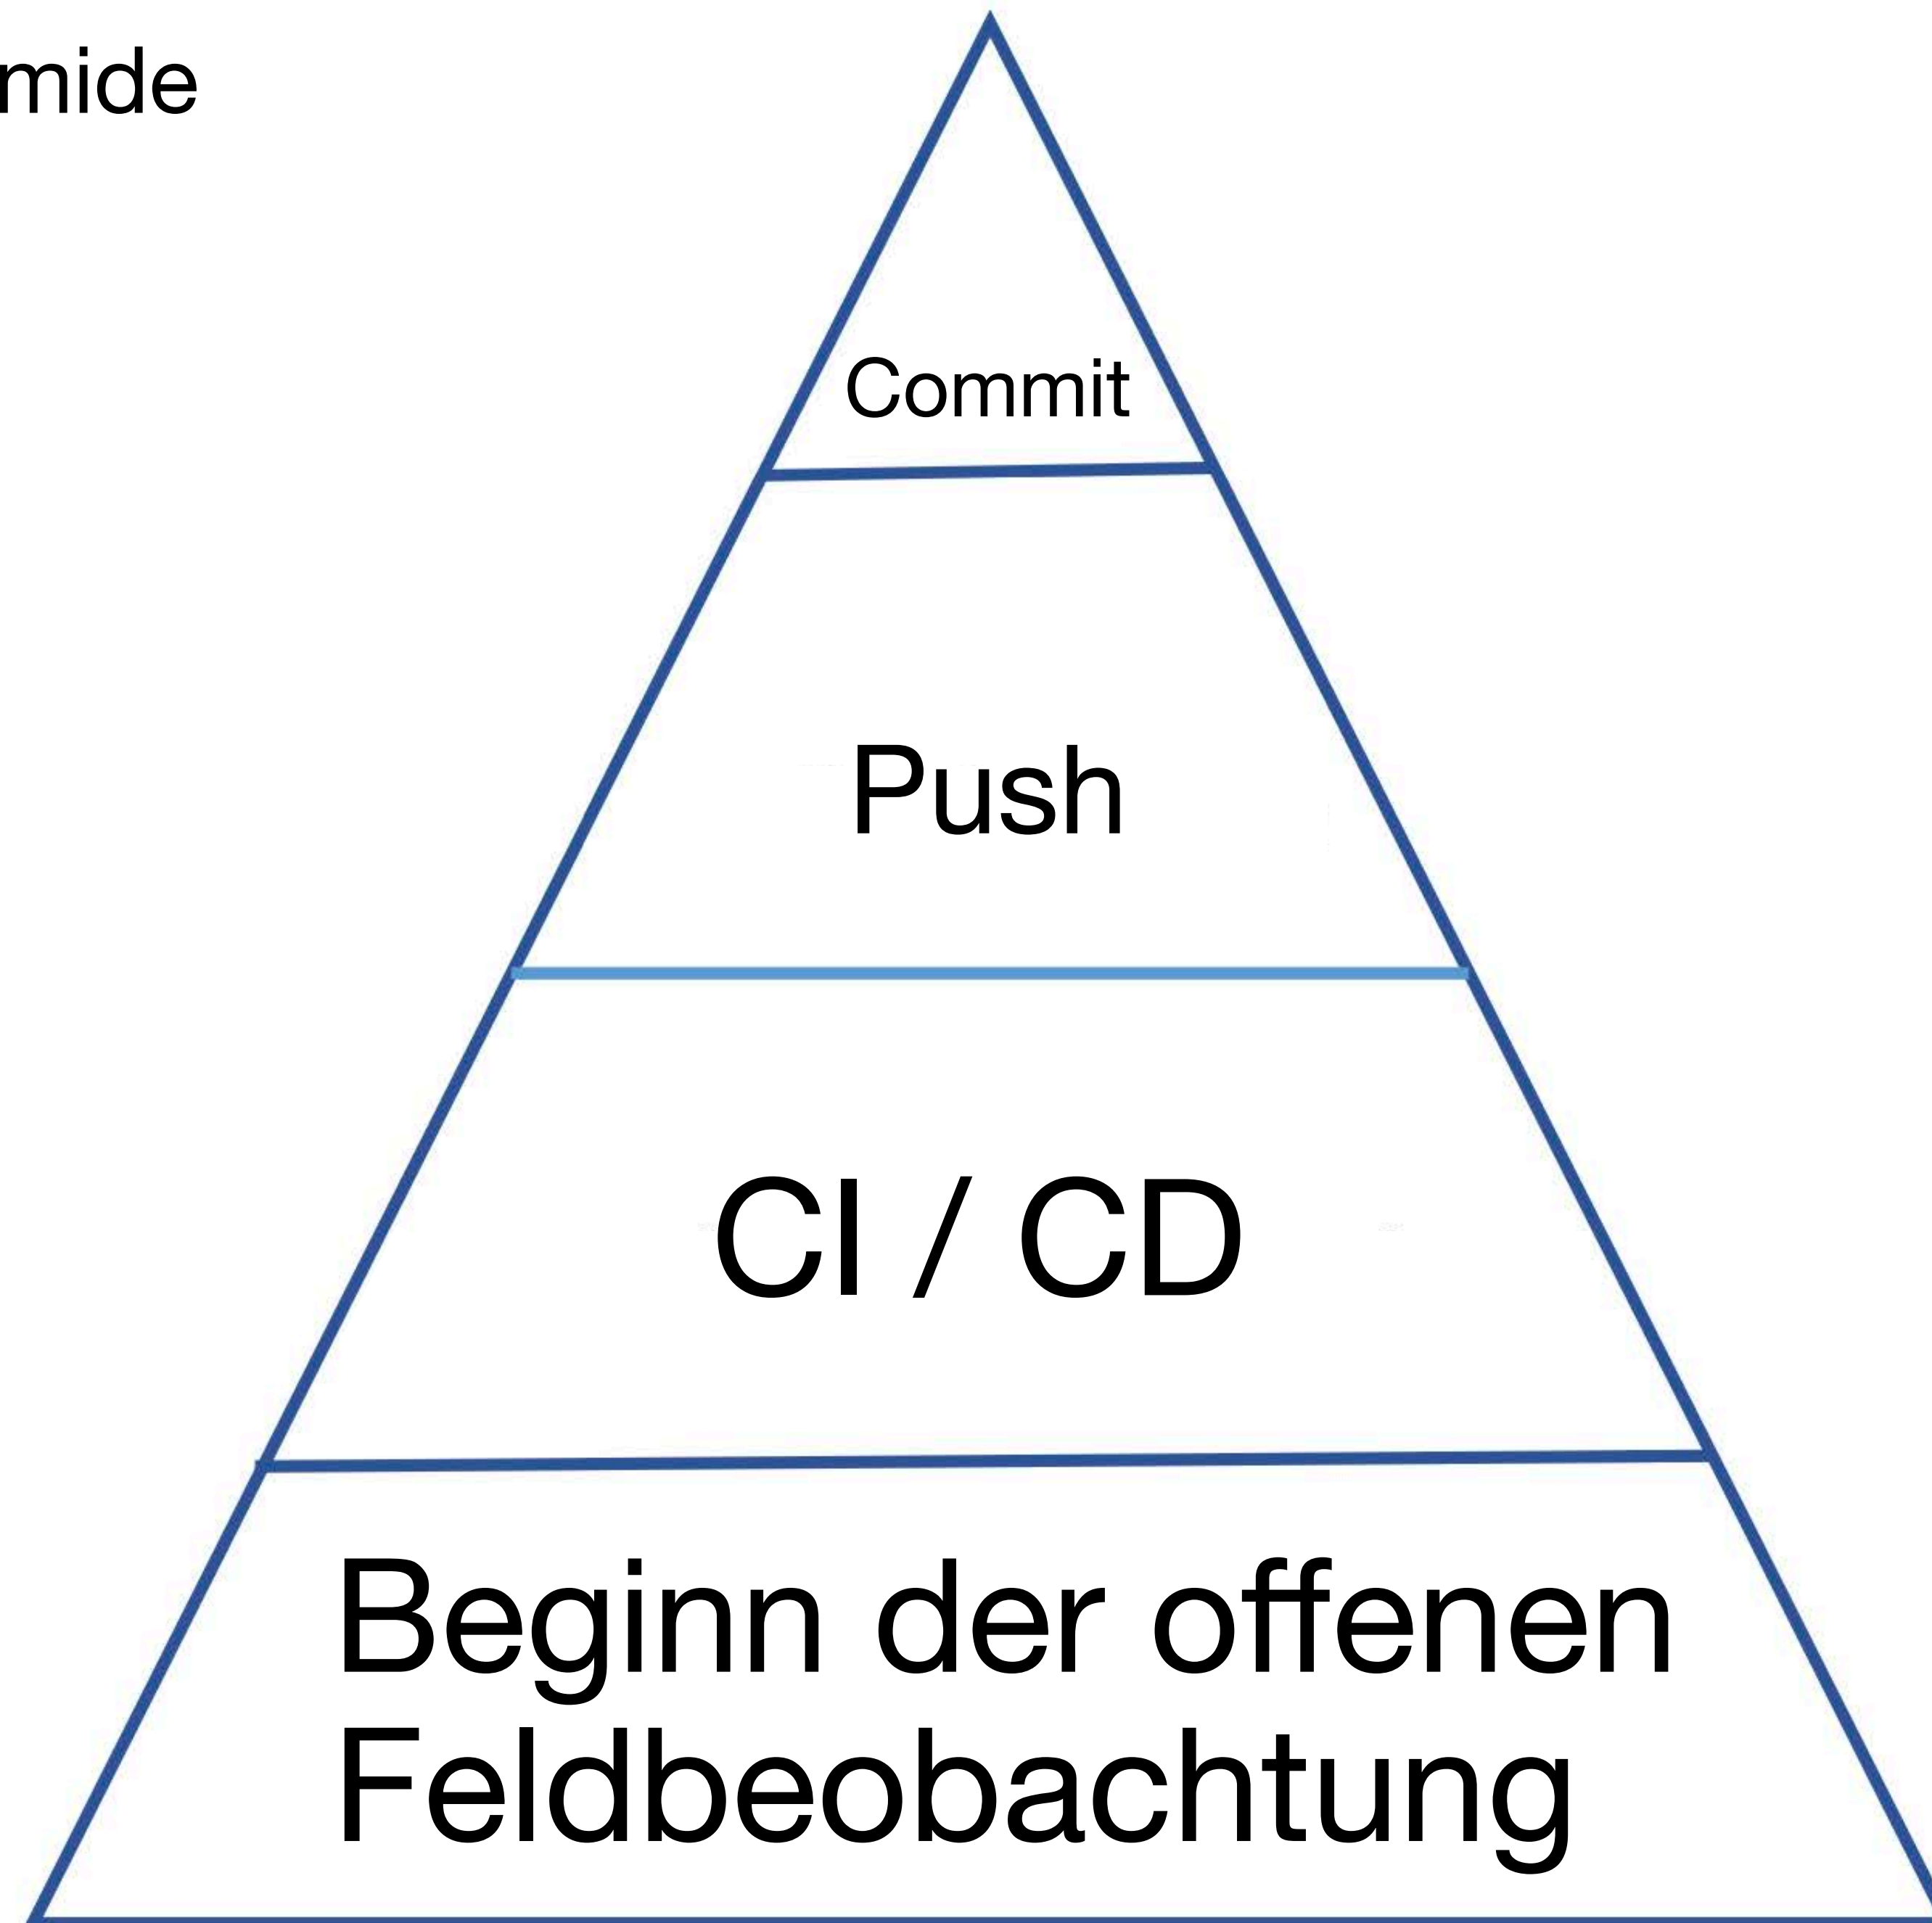 mide
Commit
Push
CI / CD
Beginn der offenen
Feldbeobachtung